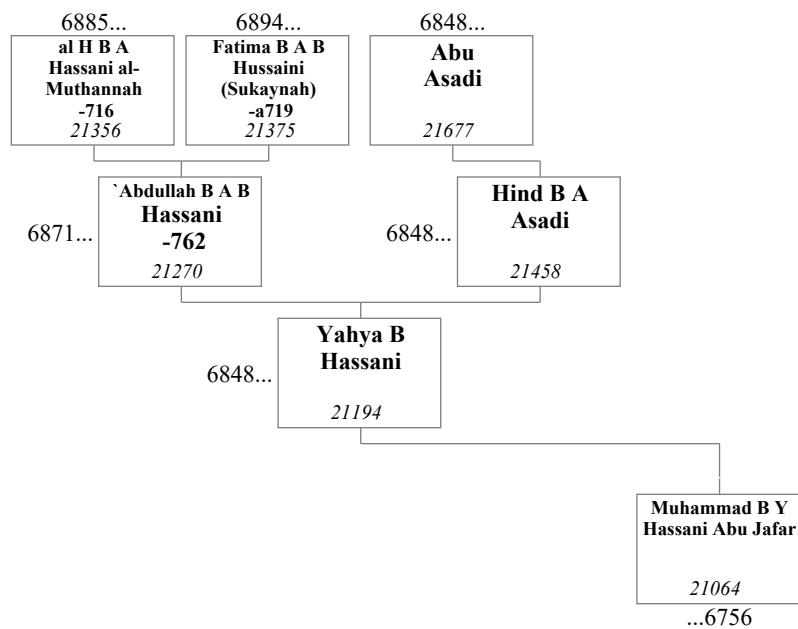 6885...
6894...
6848...
al H B A
Hassani al-
Muthannah
-716
21356
Fatima B A B
Hussaini
(Sukaynah)
-a719
21375
Abu
Asadi
21677
6871...
`Abdullah B A B
Hassani
-762
21270
6848...
Hind B A
Asadi
21458
6848...
Yahya B
Hassani
21194
Muhammad B Y
Hassani Abu Jafar
21064
...6756